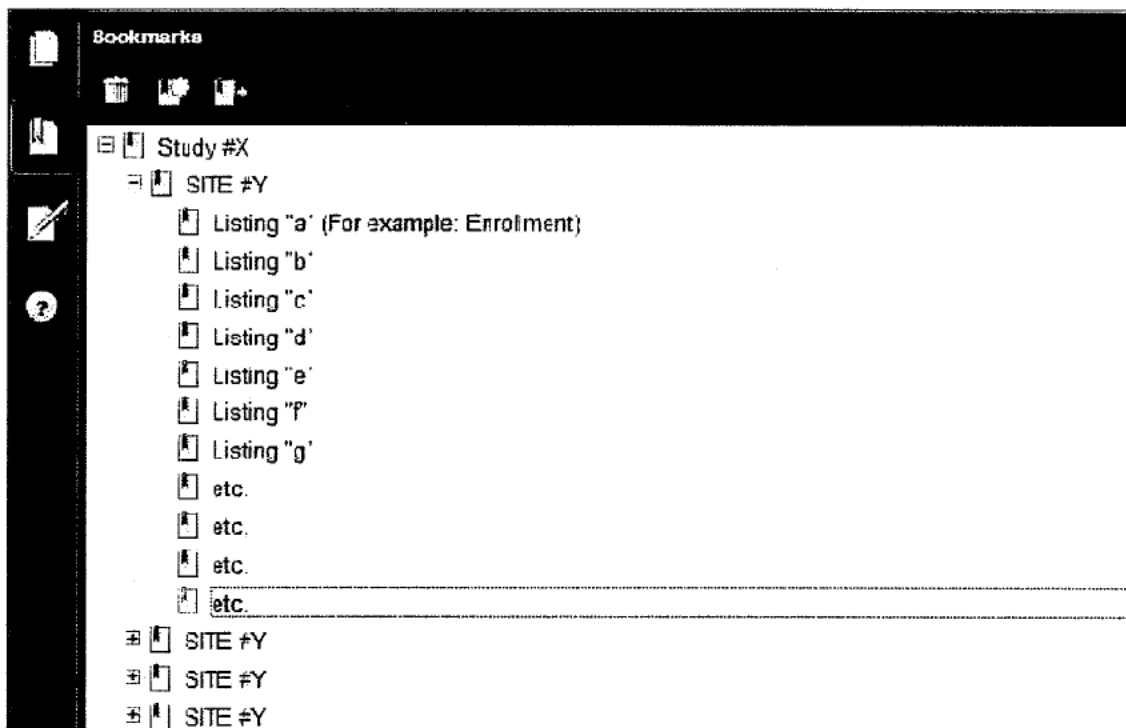 Bookmarks
Study #X
SITE #Y
Listing "a" (For example: Enrollment)
Listing "b"
Listing "c"
Listing "d"
Listing "e"
Listing "f"
Listing "g"
etc.
etc.
etc.
etc.
SITE #Y
SITE #Y
SITE #Y